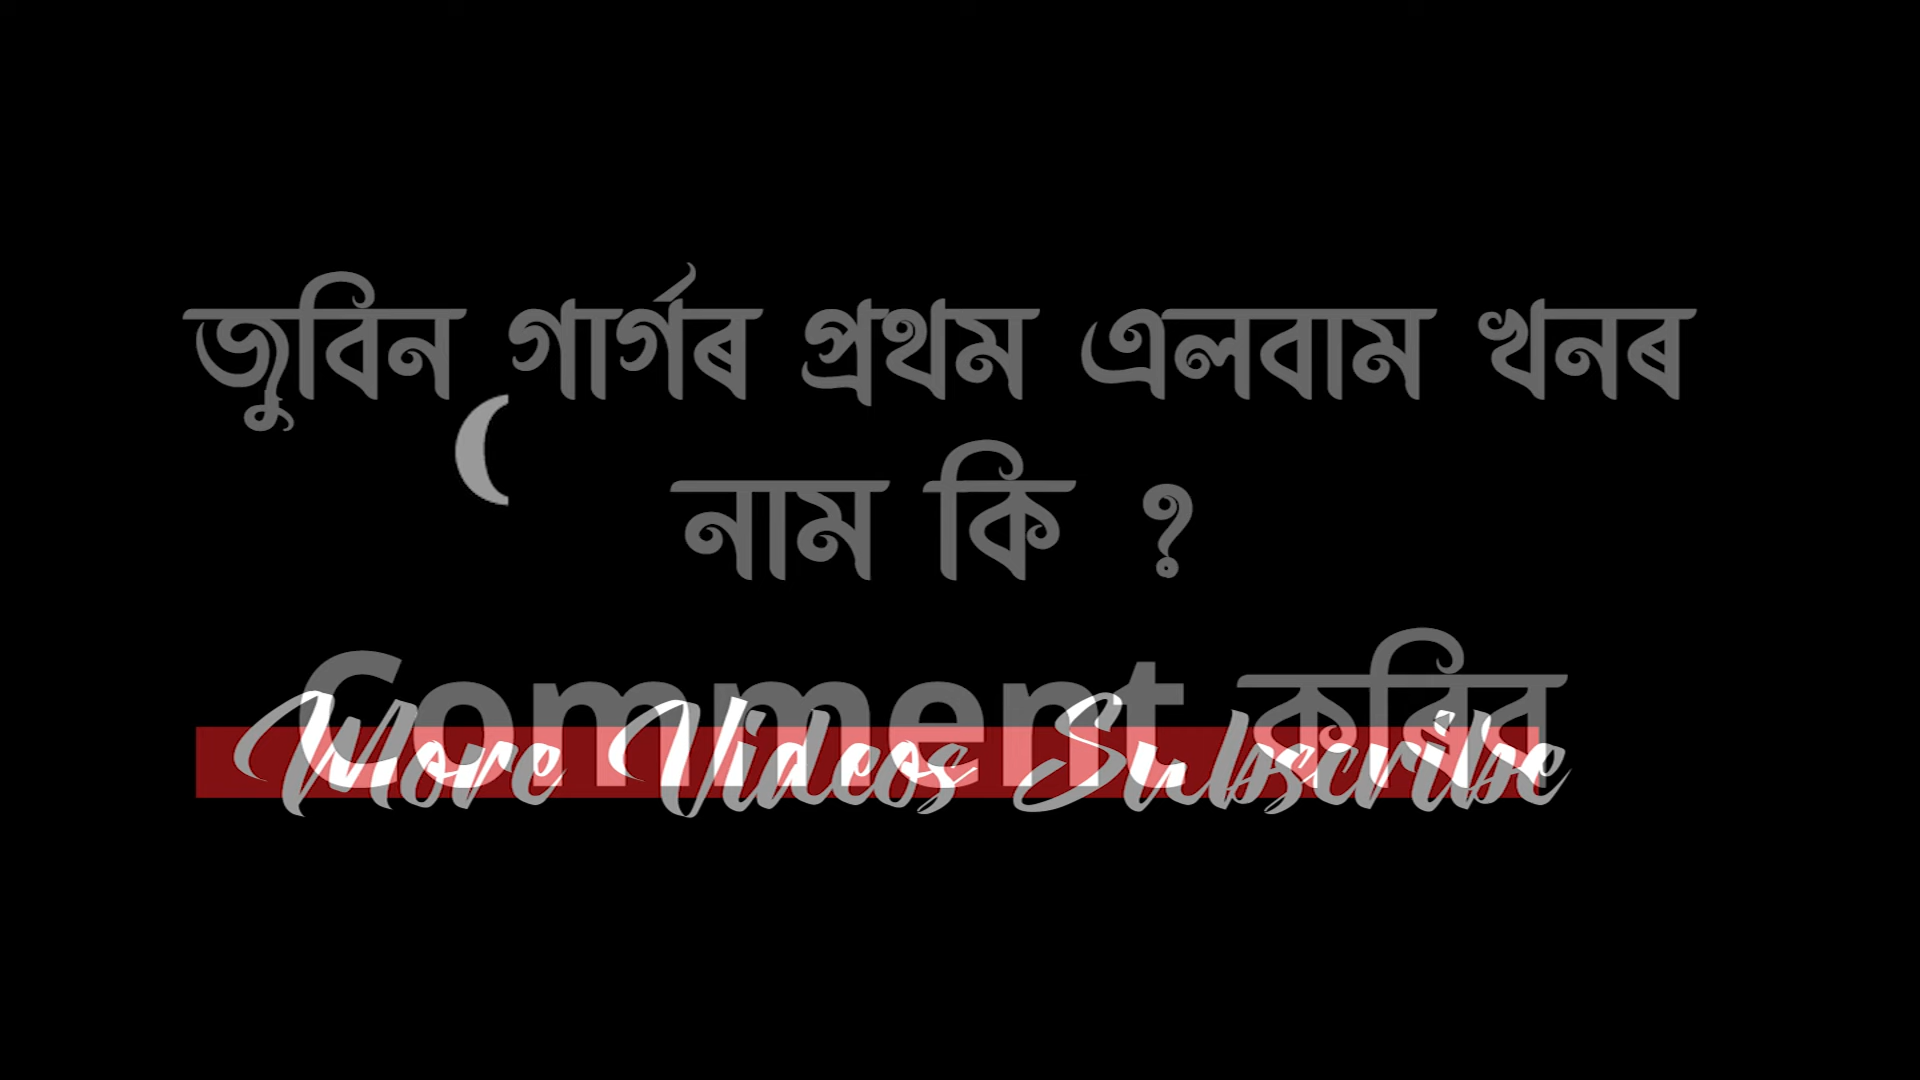 জুবিন গাৰ্গৰ প্ৰথম এলবাম খনৰ
নাম কি ?
Comment কৰিব
More Videos Subscribe